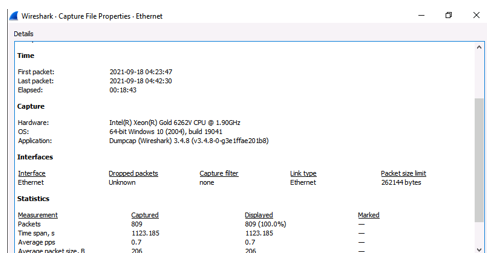 Wireshark · Capture File Properties · Ethernet
Details
Time
First packet: 2021-09-18 04:23:47
Last packet: 2021-09-18 04:42:30
Elapsed: 00:18:43
Capture
Hardware: Intel(R) Xeon(R) Gold 6262V CPU @ 1.90GHz
OS: 64-bit Windows 10 (2004), build 19041
Application: Dumpcap (Wireshark) 3.4.8 (v3.4.8-0-g3e1ffae201b8)
Interfaces
Interface Dropped packets Capture filter Link type Packet size limit
Ethernet Unknown none Ethernet 262144 bytes
Statistics
Measurement Captured Displayed Marked
Packets 809 809 (100.0%) —
Time span, s 1123.185 1123.185 —
Average pps 0.7 0.7 —
Average packet size, B 206 206 —